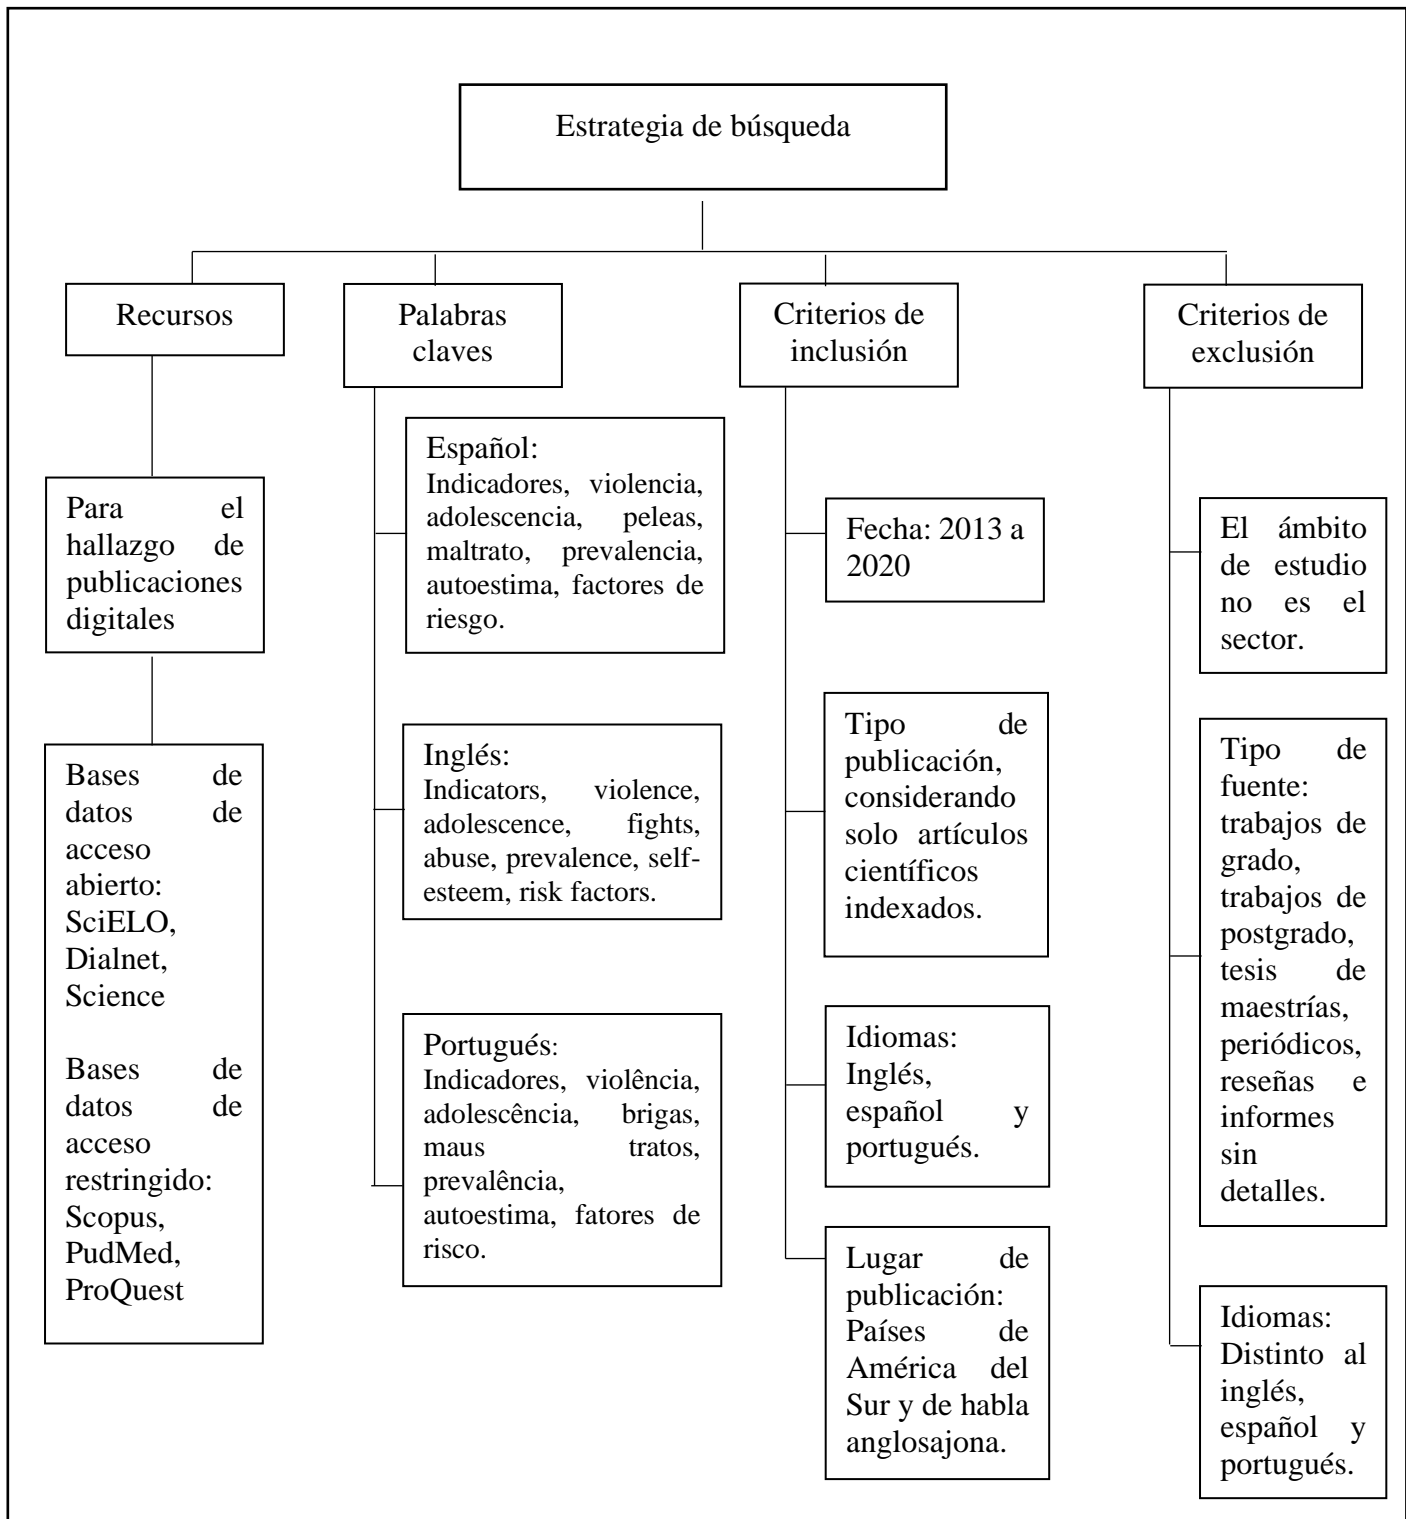 Estrategia de búsqueda
Recursos
Para el
hallazgo de
publicaciones
digitales
Bases de
datos de
acceso
abierto:
SciELO,
Dialnet,
Science
Bases de
datos de
acceso
restringido:
Scopus,
PudMed,
ProQuest
Palabras
claves
Español:
Indicadores, violencia,
adolescencia, peleas,
maltrato, prevalencia,
autoestima, factores de
riesgo.
Inglés:
Indicators, violence,
adolescence, fights,
abuse, prevalence, self-
esteem, risk factors.
Portugués:
Indicadores, violência,
adolescência, brigas,
maus tratos,
prevalência,
autoestima, fatores de
risco.
Criterios de
inclusión
Fecha: 2013 a
2020
Tipo de
publicación,
considerando
solo artículos
científicos
indexados.
Idiomas:
Inglés,
español y
portugués.
Lugar de
publicación:
Países de
América del
Sur y de habla
anglosajona.
Criterios de
exclusión
El ámbito
de estudio
no es el
sector.
Tipo de
fuente:
trabajos de
grado,
trabajos de
postgrado,
tesis de
maestrías,
periódicos,
reseñas e
informes
sin
detalles.
Idiomas:
Distinto al
inglés,
español y
portugués.